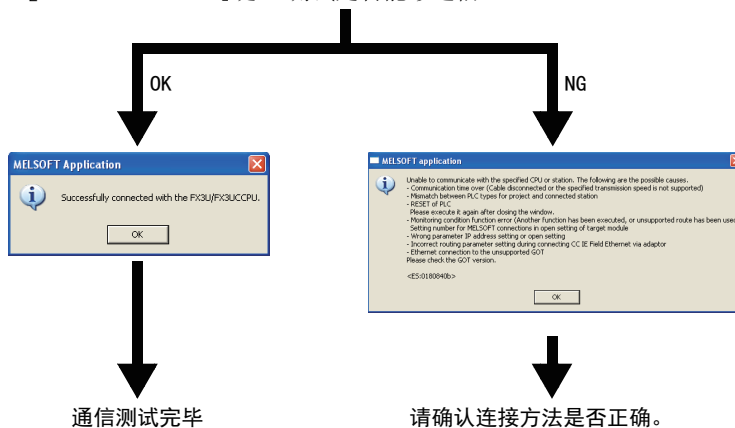 OK
NG
MELSOFT Application
Successfully connected with the FX3U/FX3UCCPU.
OK
MELSOFT application
Unable to communicate with the specified CPU or station. The following are the possible causes.
- Communication time over (Cable disconnected or the specified transmission speed is not supported)
- Mismatch between PLC types for project and connected station
- RESET of PLC
Please execute it again after closing the window.
- Monitoring condition function error (Another function has been executed, or unsupported route has been used
Setting number for MELSOFT connections in open setting of target module
- Wrong parameter IP address setting or open setting
- Incorrect routing parameter setting during connecting CC IE Field Ethernet via adaptor
- Ethernet connection to the unsupported GOT
Please check the GOT version.
<ES:0180840b>
OK
通信测试完毕
请确认连接方法是否正确。